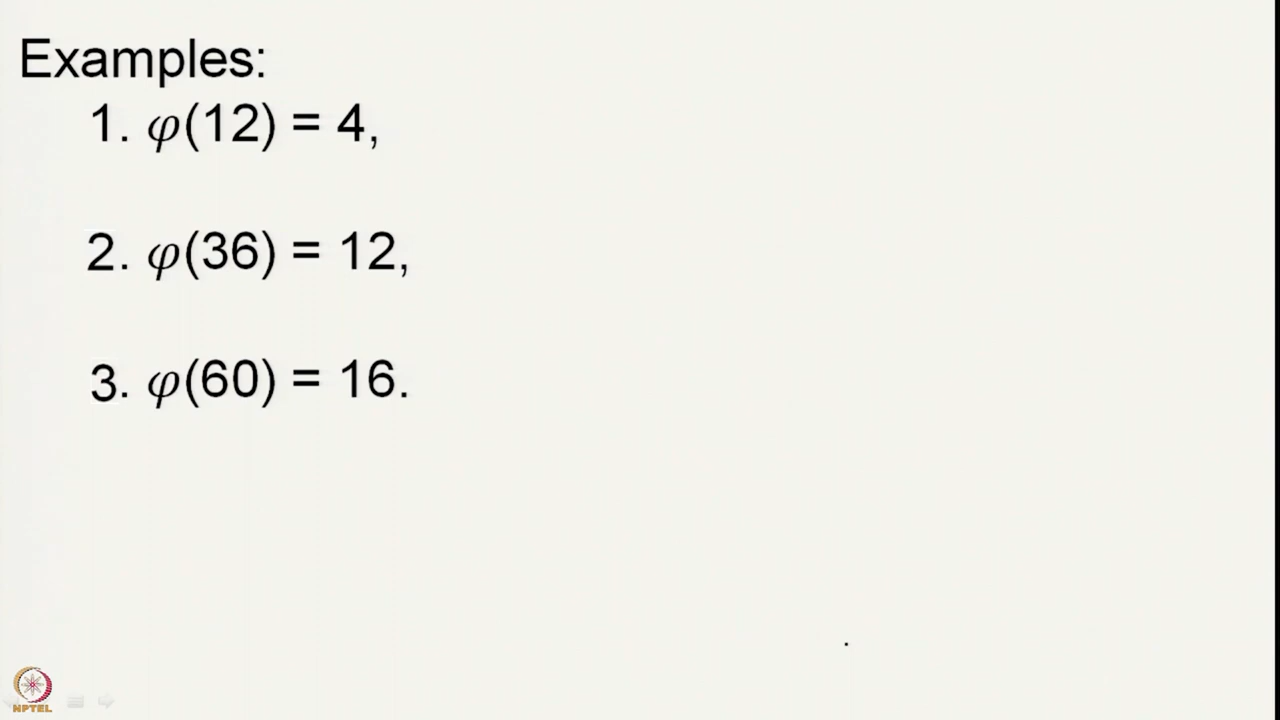 Examples:
1. φ(12) = 4,
2. φ(36) = 12,
3. φ(60) = 16.
NPTEL